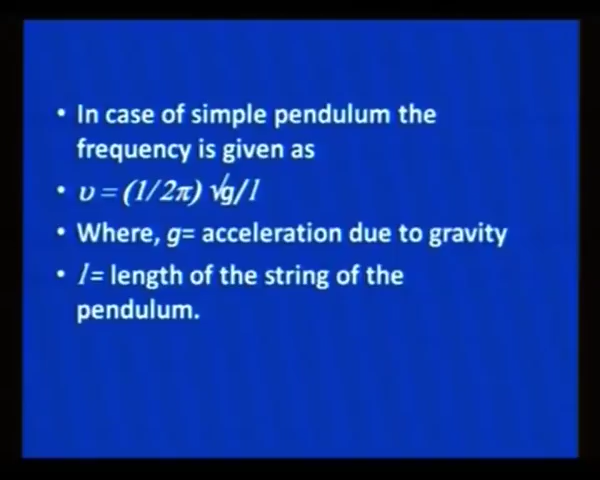 • In case of simple pendulum the
frequency is given as
• υ = (1/2π) √g/l
• Where, g= acceleration due to gravity
• l= length of the string of the
pendulum.